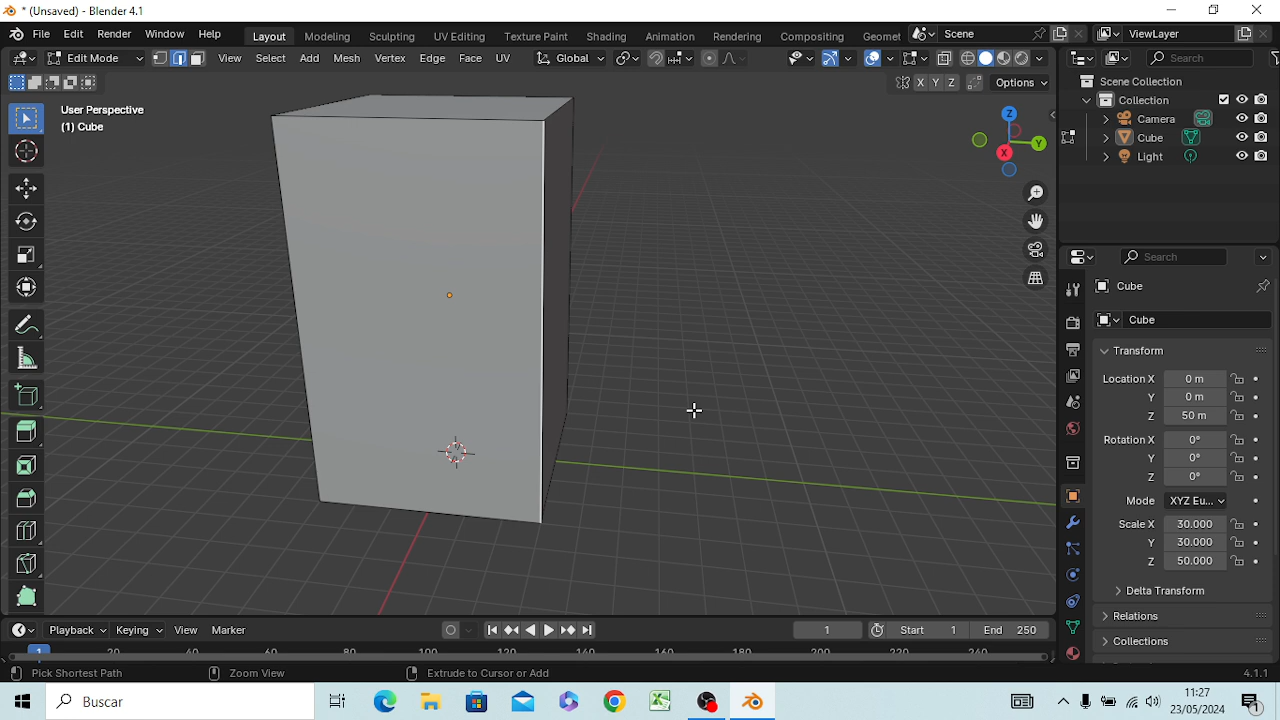 * (Unsaved) - Blender 4.1
File Edit Render Window Help Layout Modeling Sculpting UV Editing Texture Paint Shading Animation Rendering Compositing Geomet Scene ViewLayer
Edit Mode View Select Add Mesh Vertex Edge Face UV Global Search
X Y Z Options
User Perspective
(1) Cube
Scene Collection
Collection
Camera
Cube
Light
Z
Y
X
Search
Cube
Cube
Transform
Location X 0 m
Y 0 m
Z 50 m
Rotation X 0°
Y 0°
Z 0°
Mode XYZ Eu...
Scale X 30.000
Y 30.000
Z 50.000
Delta Transform
Relations
Collections
Playback Keying View Marker 1 Start 1 End 250
1 20 40 60 80 100 120 140 160 180 200 220 240
Pick Shortest Path Zoom View Extrude to Cursor or Add 4.1.1
Buscar
11:27
23/05/2024
1